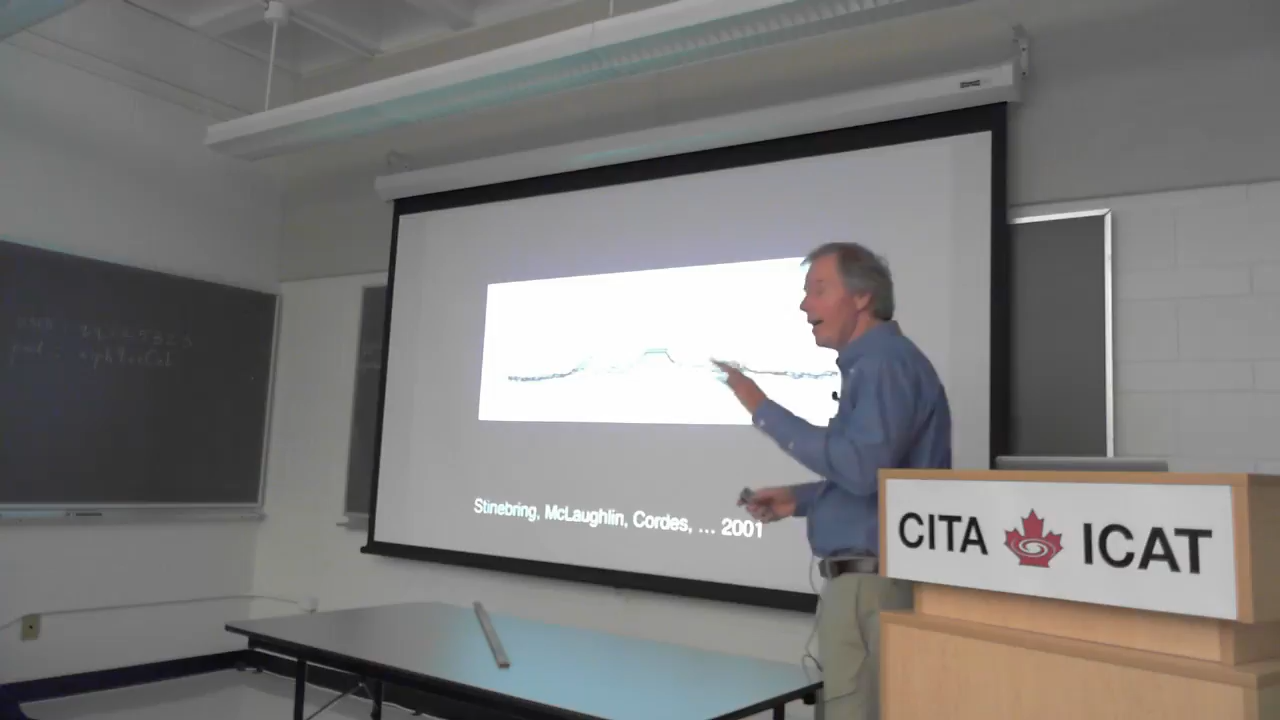 Stinebring, McLaughlin, Cordes, ... 2001
CITA ICAT